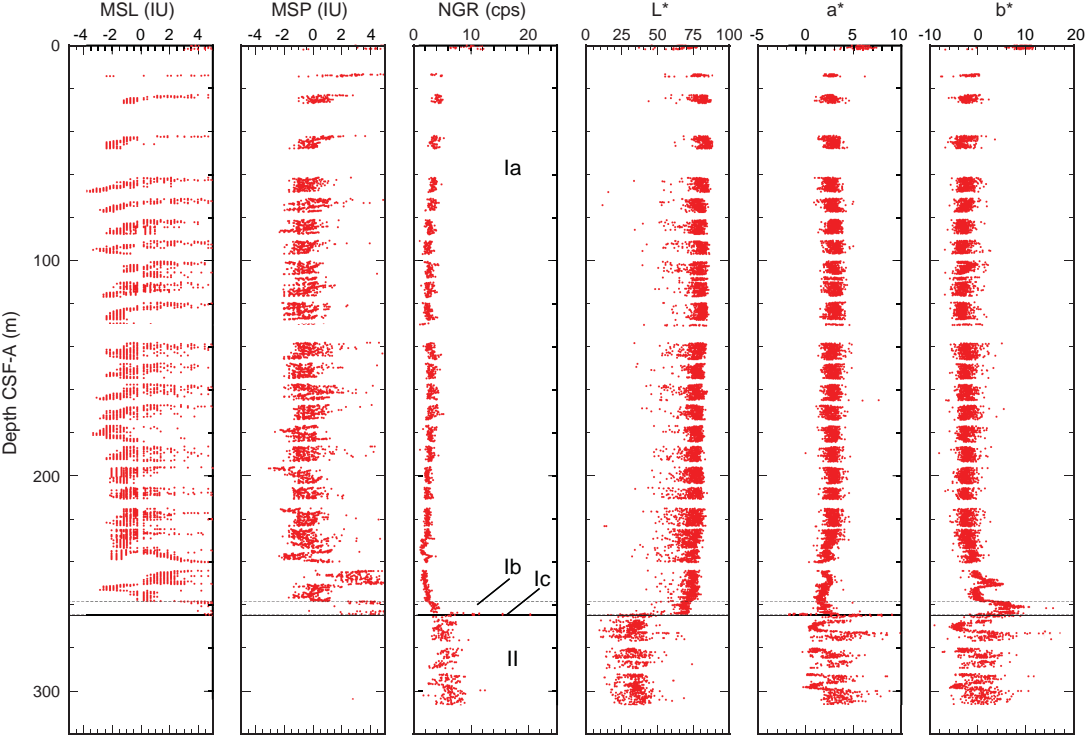 MSL (IU) MSP (IU) NGR (cps) L* a* b*
-4 -2 0 2 4 -4 -2 0 2 4 0 10 20 0 25 50 75 100 -5 0 5 10 -10 0 10 20
0
Ia
100
Depth CSF-A (m)
200
Ib
Ic
II
300